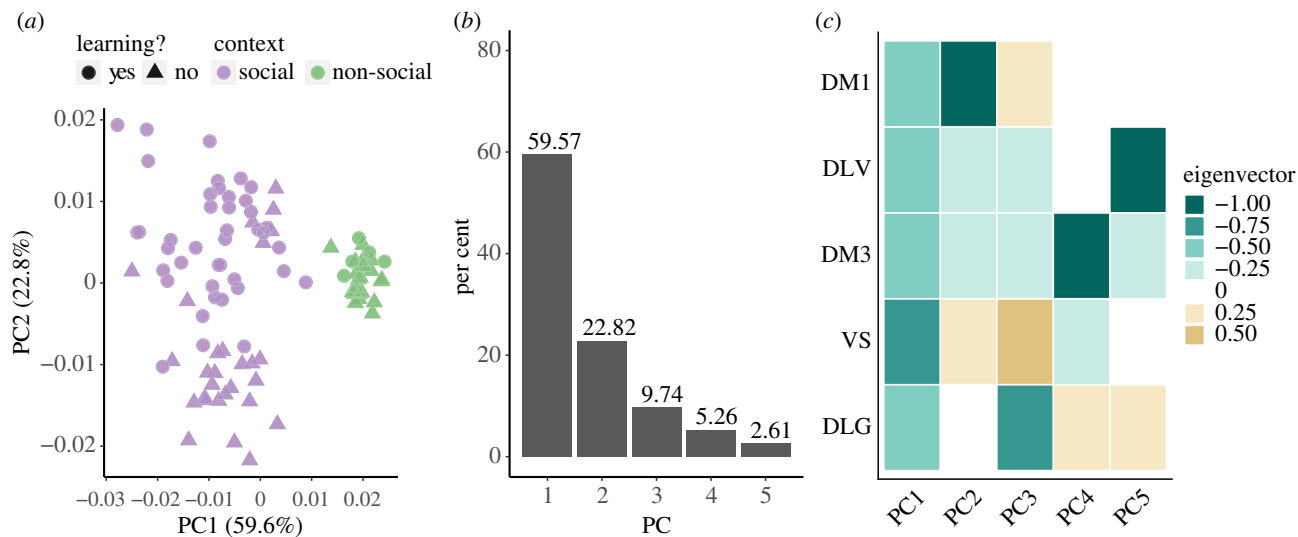 (a)
learning? context
yes no social non-social
0.02
0.01
0
−0.01
−0.02
PC2 (22.8%)
−0.03 −0.02 −0.01 −0.01 0 0.01 0.02
PC1 (59.6%)
(b)
80
60
40
20
0
per cent
59.57
22.82
9.74
5.26
2.61
1 2 3 4 5
PC
(c)
DM1
DLV
DM3
VS
DLG
PC1 PC2 PC3 PC4 PC5
eigenvector
−1.00
−0.75
−0.50
−0.25
0
0.25
0.50